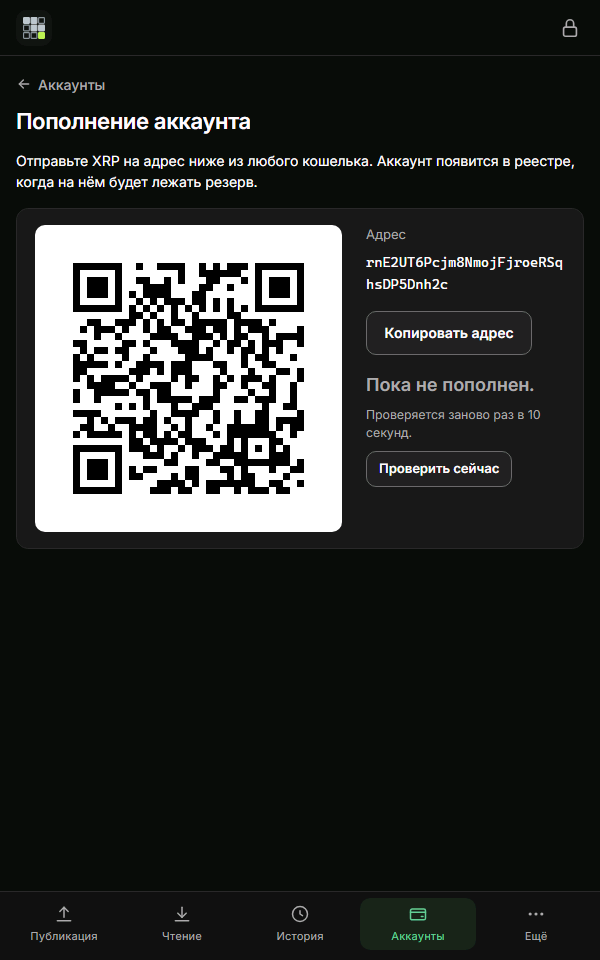 Аккаунты
Пополнение аккаунта
Отправьте XRP на адрес ниже из любого кошелька. Аккаунт появится в реестре,
когда на нём будет лежать резерв.
Адрес
rnE2UT6Pcjm8NmojFjroeRSq
hsDP5Dnh2c
Копировать адрес
Пока не пополнен.
Проверяется заново раз в 10
секунд.
Проверить сейчас
Публикация
Чтение
История
Аккаунты
Ещё